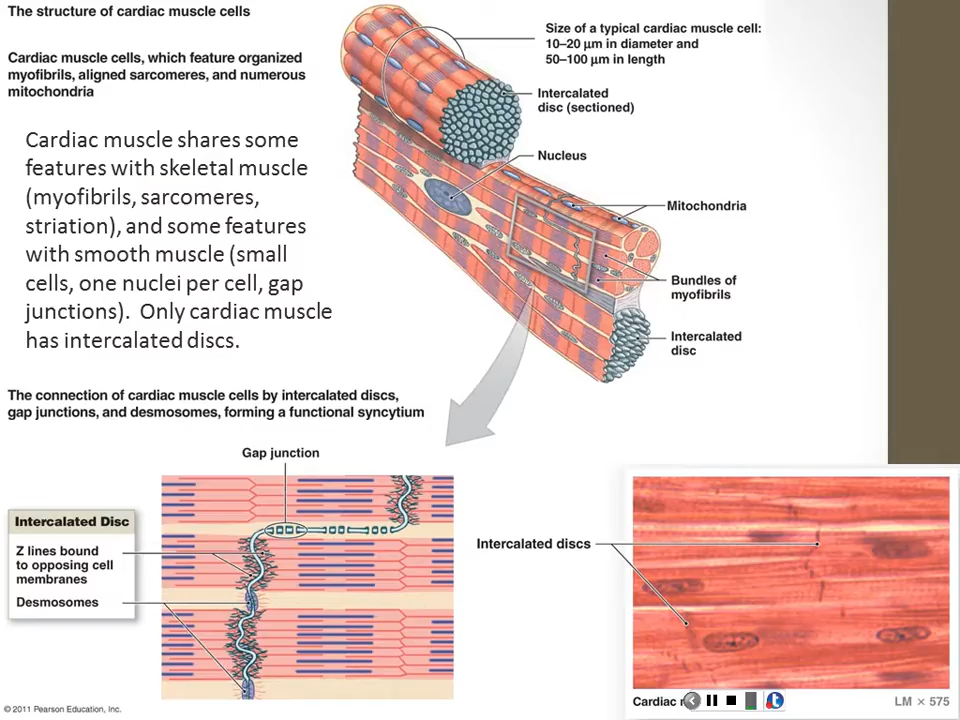 The structure of cardiac muscle cells
Cardiac muscle cells, which feature organized
myofibrils, aligned sarcomeres, and numerous
mitochondria
Cardiac muscle shares some
features with skeletal muscle
(myofibrils, sarcomeres,
striation), and some features
with smooth muscle (small
cells, one nuclei per cell, gap
junctions).  Only cardiac muscle
has intercalated discs.
Size of a typical cardiac muscle cell:
10–20 μm in diameter and
50–100 μm in length
Intercalated
disc (sectioned)
Nucleus
Mitochondria
Bundles of
myofibrils
Intercalated
disc
The connection of cardiac muscle cells by intercalated discs,
gap junctions, and desmosomes, forming a functional syncytium
Gap junction
Intercalated Disc
Z lines bound
to opposing cell
membranes
Desmosomes
Intercalated discs
Cardiac
LM × 575
© 2011 Pearson Education, Inc.